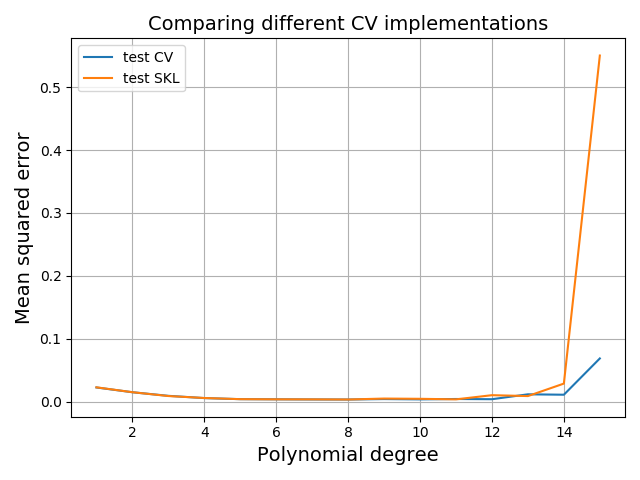 Comparing different CV implementations
test CV
test SKL
Mean squared error
0.5
0.4
0.3
0.2
0.1
0.0
2 4 6 8 10 12 14
Polynomial degree